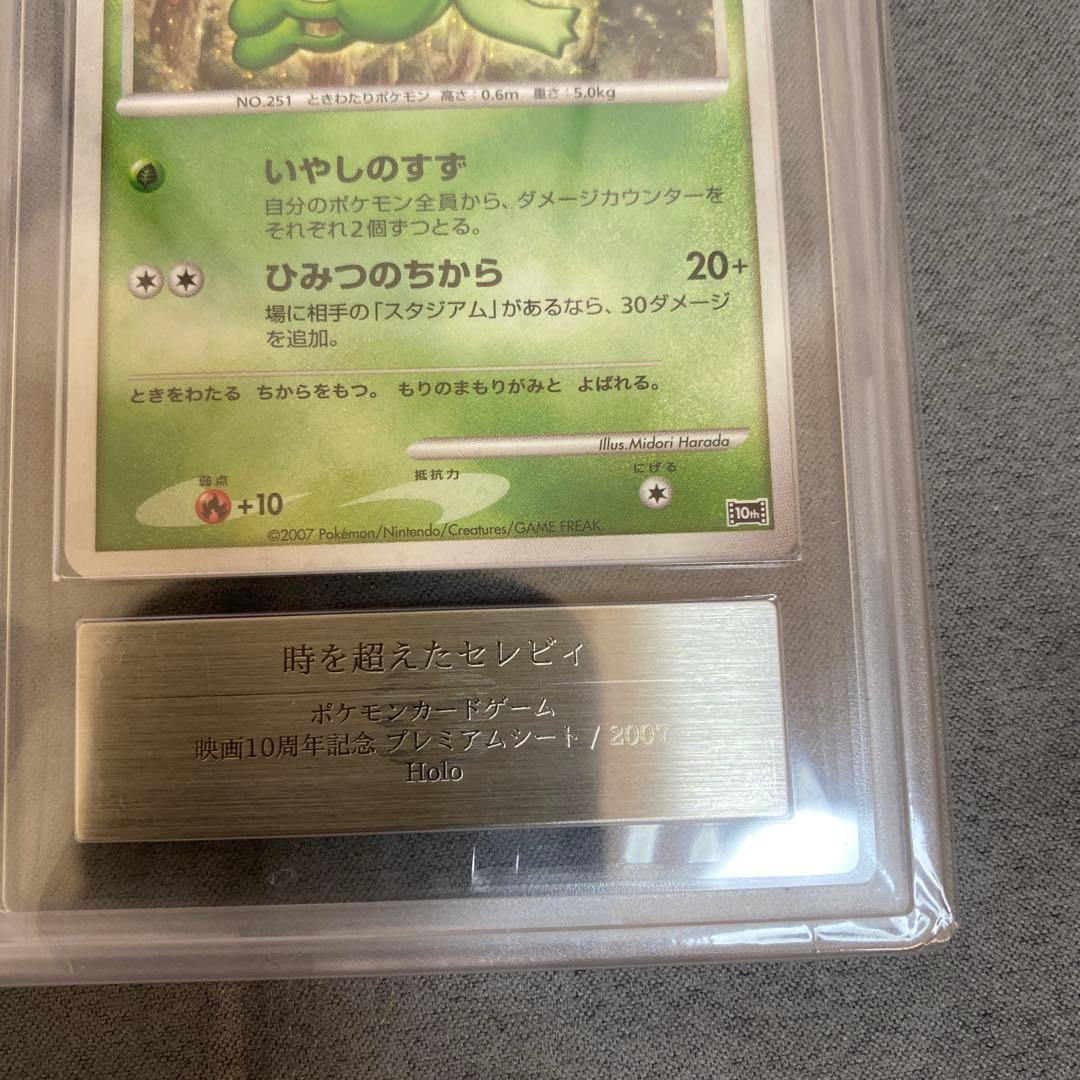 NO.251 ときわたりポケモン 高さ:0.6m 重さ:5.0kg
いやしのすず
自分のポケモン全員から、ダメージカウンターを
それぞれ2個ずつとる。
ひみつのちから 20+
場に相手の「スタジアム」があるなら、30ダメージ
を追加。
ときをわたる ちからをもつ。 もりのまもりがみと よばれる。
Illus.Midori Harada
弱点 抵抗力 にげる
+10
10th
©2007 Pokémon/Nintendo/Creatures/GAME FREAK.
時を超えたセレビィ
ポケモンカードゲーム
映画10周年記念 プレミアムシート / 2007
Holo